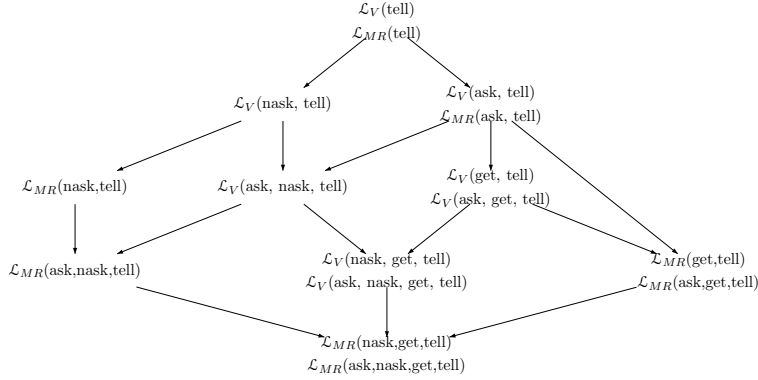 ℒ_V(tell)
ℒ_MR(tell)
ℒ_V(nask, tell)
ℒ_V(ask, tell)
ℒ_MR(ask, tell)
ℒ_MR(nask,tell)
ℒ_V(ask, nask, tell)
ℒ_V(get, tell)
ℒ_V(ask, get, tell)
ℒ_MR(ask,nask,tell)
ℒ_V(nask, get, tell)
ℒ_V(ask, nask, get, tell)
ℒ_MR(get,tell)
ℒ_MR(ask,get,tell)
ℒ_MR(nask,get,tell)
ℒ_MR(ask,nask,get,tell)